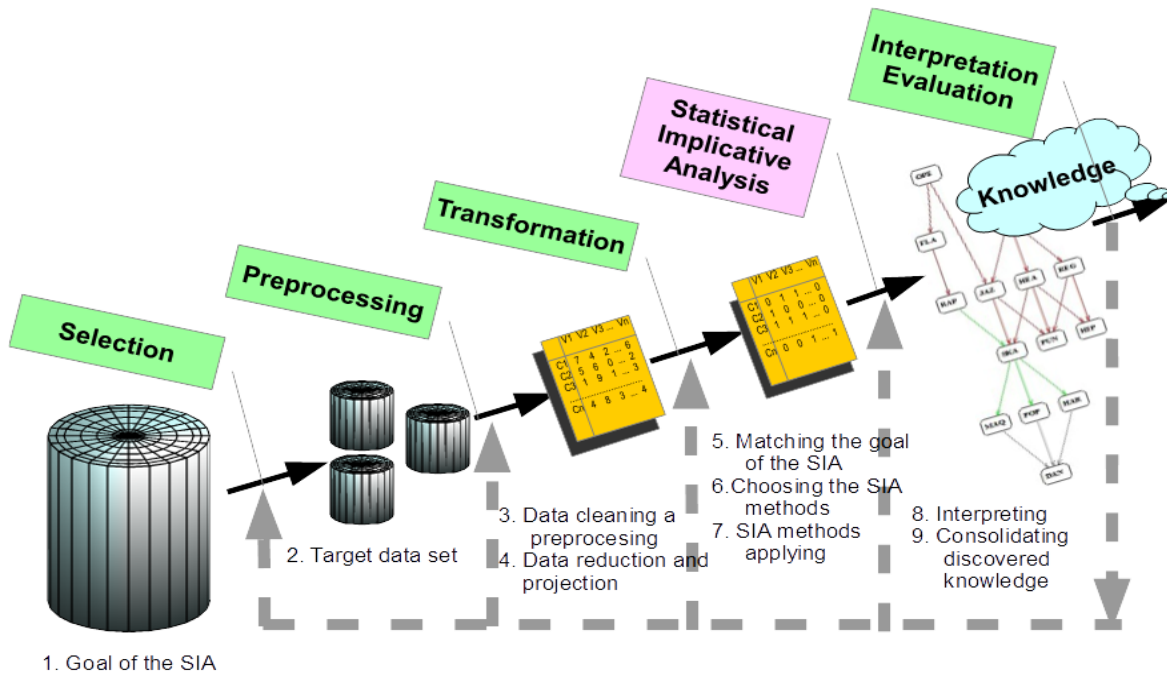 Interpretation
Evaluation
Statistical
Implicative
Analysis
Transformation
Preprocessing
Selection
Knowledge
OPE
ELA
RAP
JAZ
REA
REG
PUN
HIP
SKA
MAQ
POP
HAR
DAN
V1 V2 V3 ... Vn
C1 7 4 2 ... 6
C2 5 6 0 ... 2
C3 1 9 1 ... 3
Cn 4 8 3 ... 4
V1 V2 V3 ... Vn
C1 0 1 1 ... 0
C2 1 0 0 ... 0
C3 1 1 1 ... 0
Cn 0 0 1 ... 1
1. Goal of the SIA
2. Target data set
3. Data cleaning a
preprocesing
4. Data reduction and
projection
5. Matching the goal
of the SIA
6.Choosing the SIA
methods
7. SIA methods
applying
8. Interpreting
9. Consolidating
discovered
knowledge